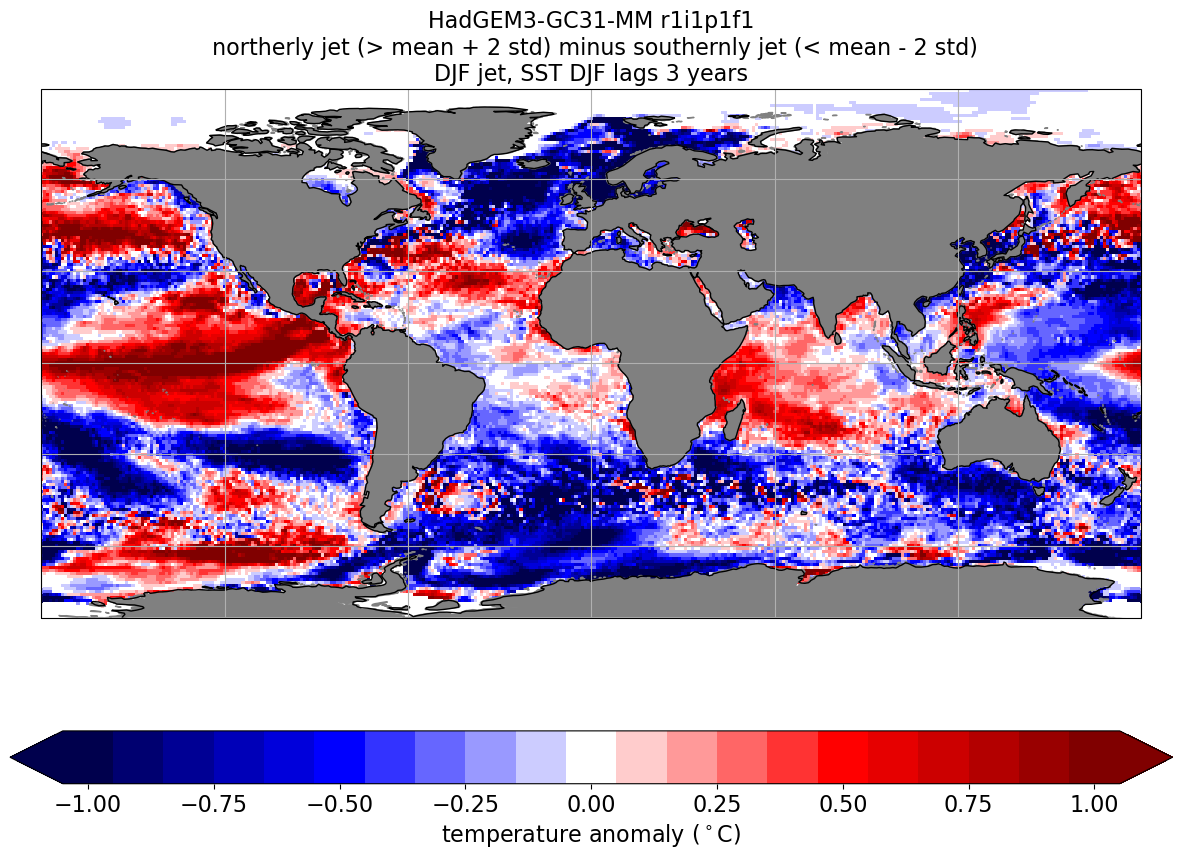 HadGEM3-GC31-MM r1i1p1f1
northerly jet (> mean + 2 std) minus southernly jet (< mean - 2 std)
DJF jet, SST DJF lags 3 years
−1.00 −0.75 −0.50 −0.25 0.00 0.25 0.50 0.75 1.00
temperature anomaly (°C)